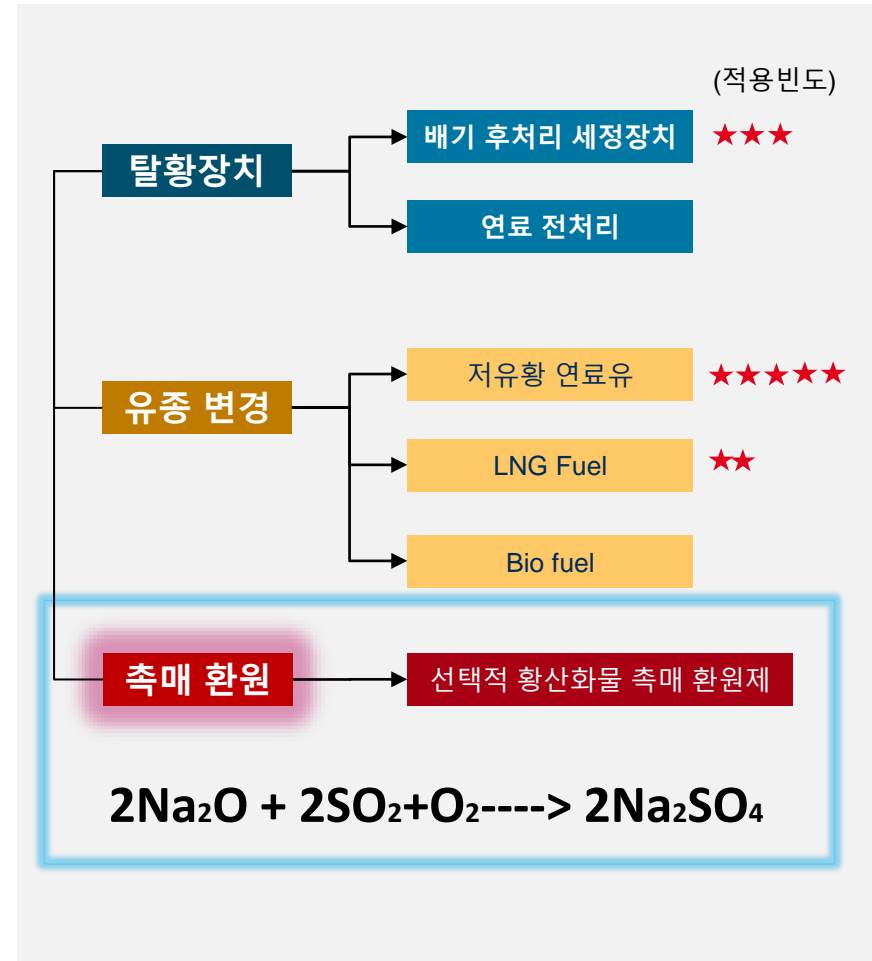 (적용빈도)
탈황장치
배기 후처리 세정장치 ★★★
연료 전처리
유종 변경
저유황 연료유 ★★★★★
LNG Fuel ★★
Bio fuel
촉매 환원
선택적 황산화물 촉매 환원제
2Na₂O + 2SO₂+O₂----> 2Na₂SO₄